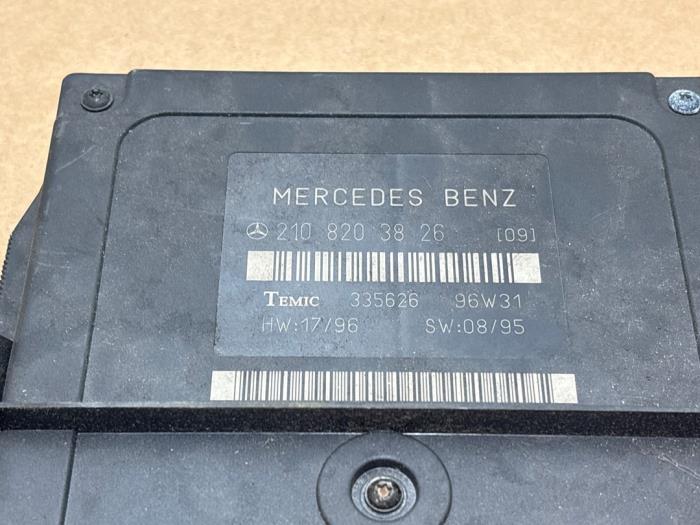 MERCEDES BENZ
210 820 38 26 [09]
TEMIC 335626 96W31
HW:17/96 SW:08/95